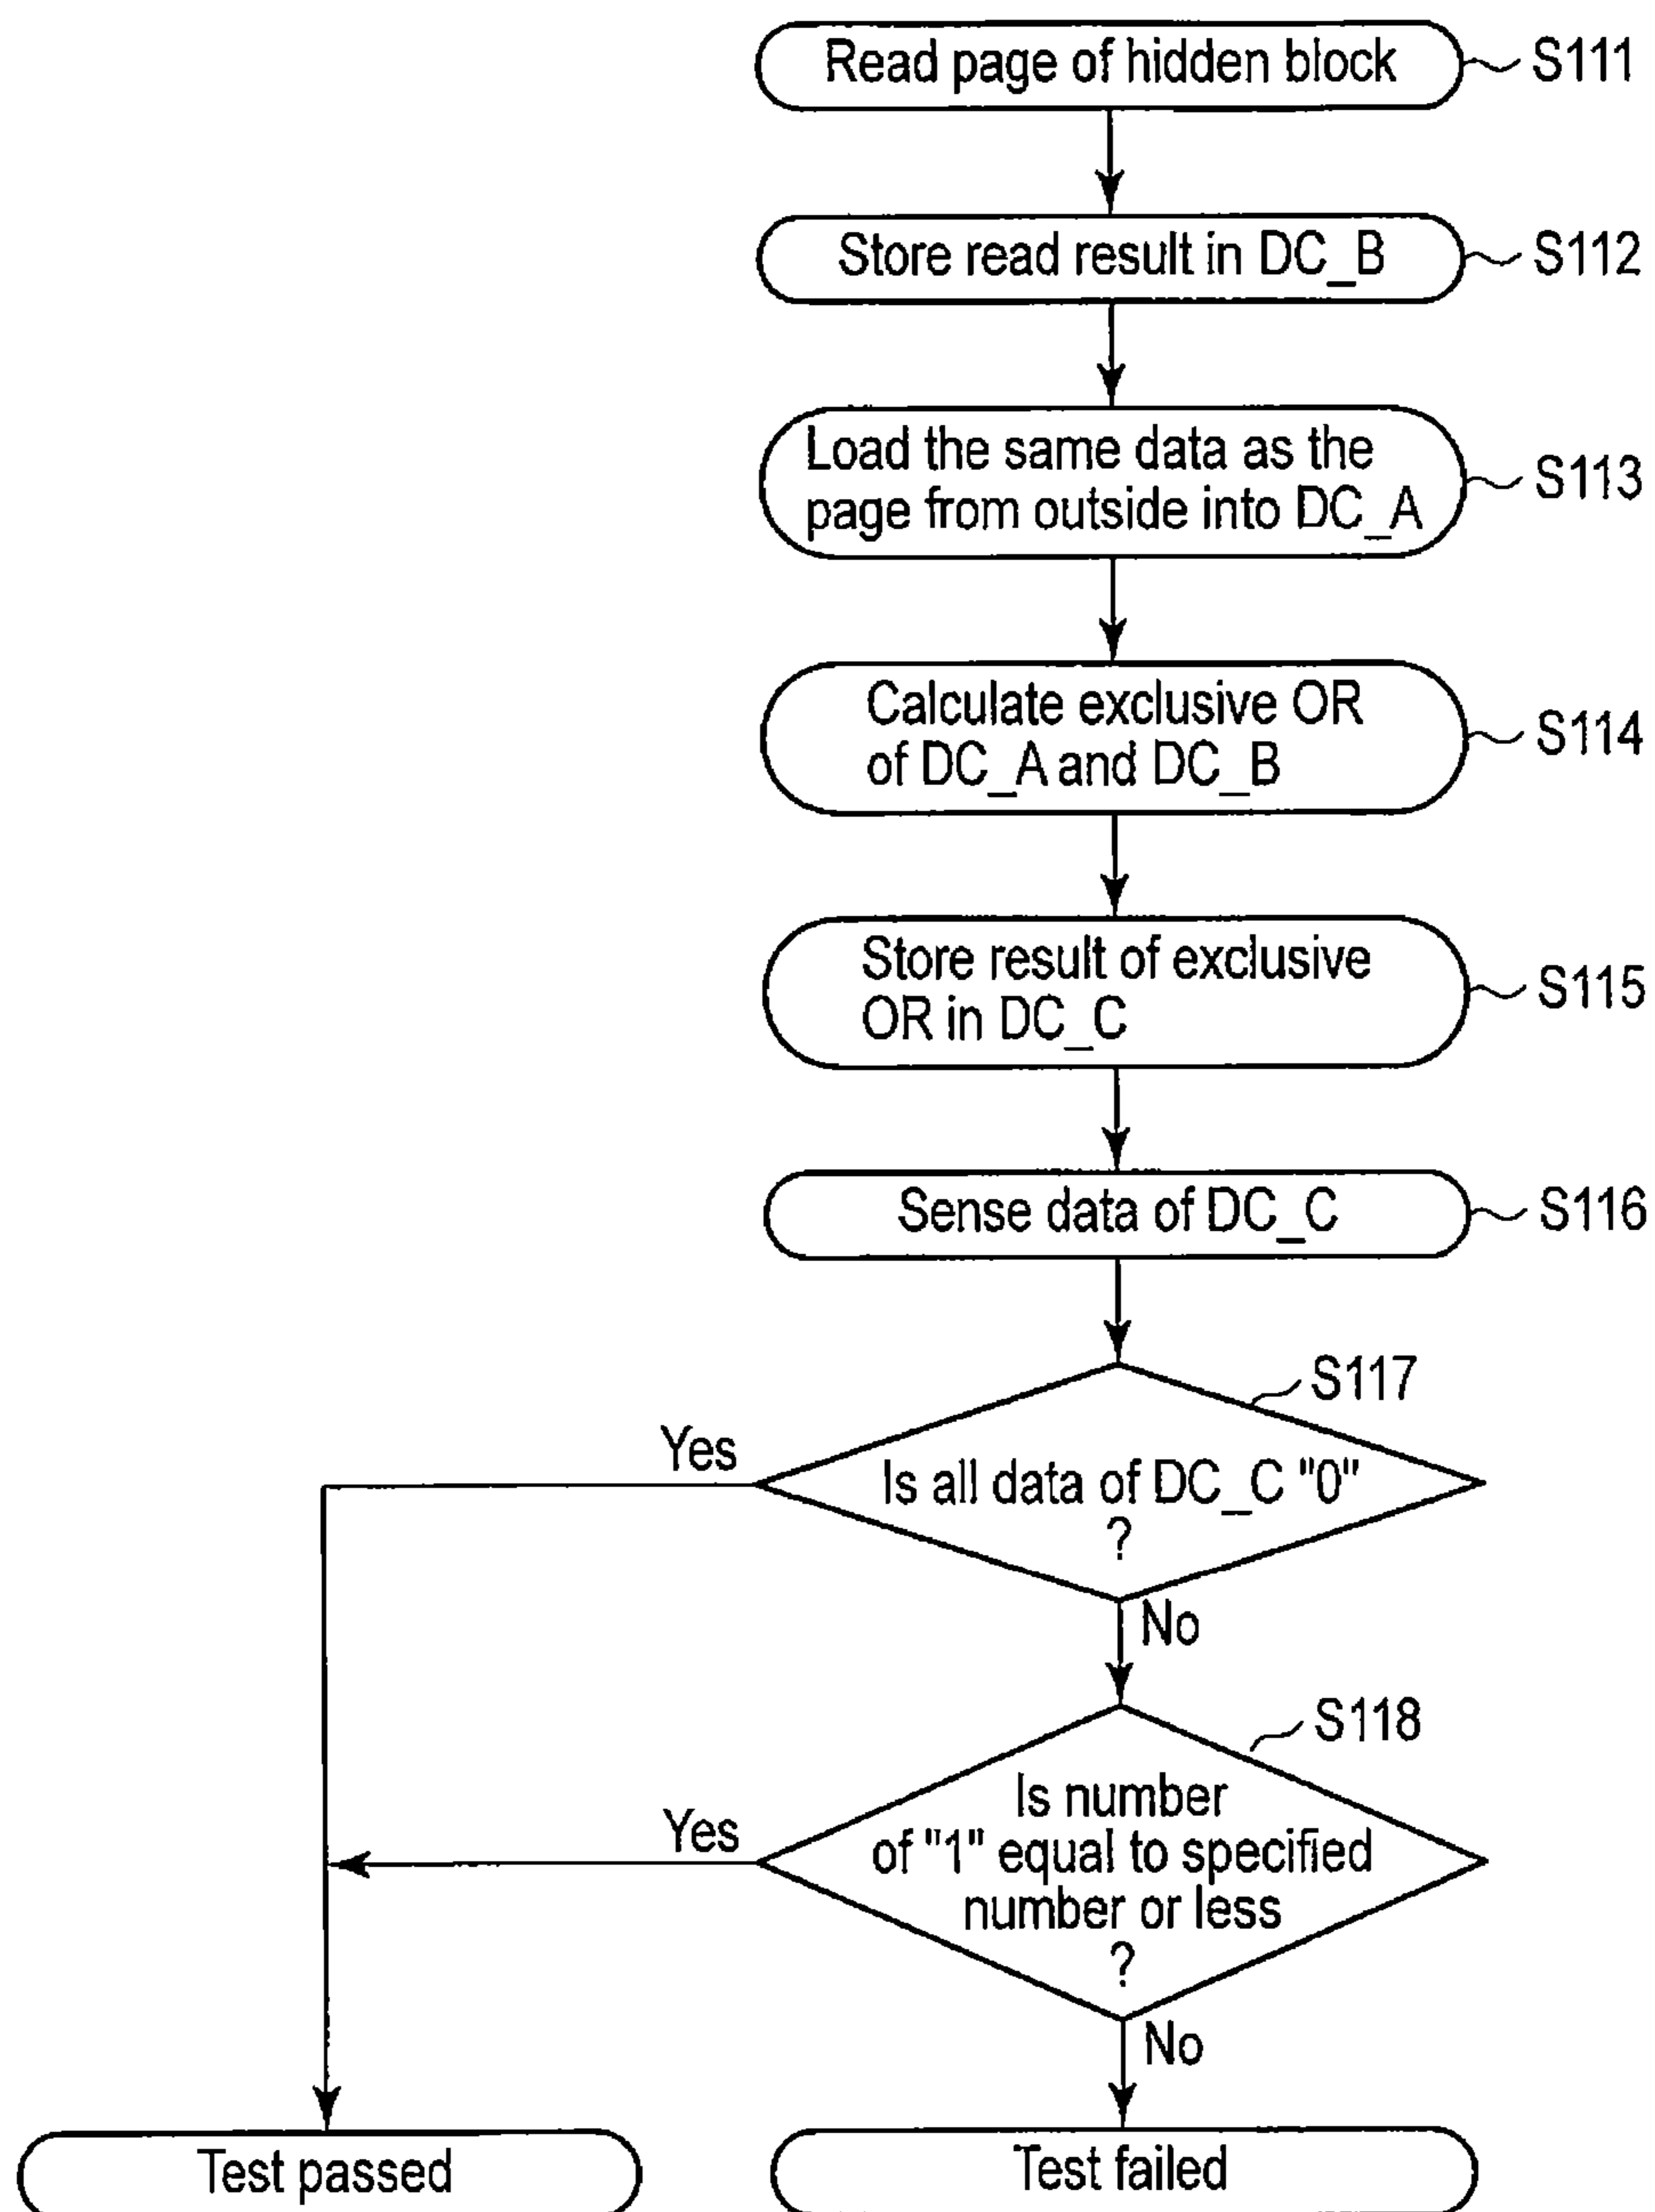 Read page of hidden block
S111
Store read result in DC_B
S112
Load the same data as the
page from outside into DC_A
S113
Calculate exclusive OR
of DC_A and DC_B
S114
Store result of exclusive
OR in DC_C
S115
Sense data of DC_C
S116
S117
Yes
Is all data of DC_C "0"
?
No
S118
Is number
Yes
of "1" equal to specified
number or less
?
No
Test passed
Test failed